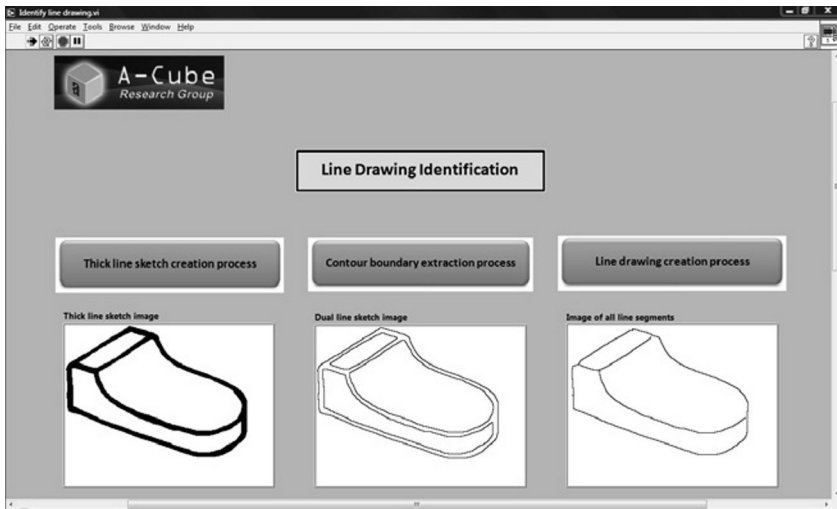 Identify line drawing.vi
File Edit Operate Tools Browse Window Help
A-Cube
Research Group
Line Drawing Identification
Thick line sketch creation process
Contour boundary extraction process
Line drawing creation process
Thick line sketch image
Dual line sketch image
Image of all line segments